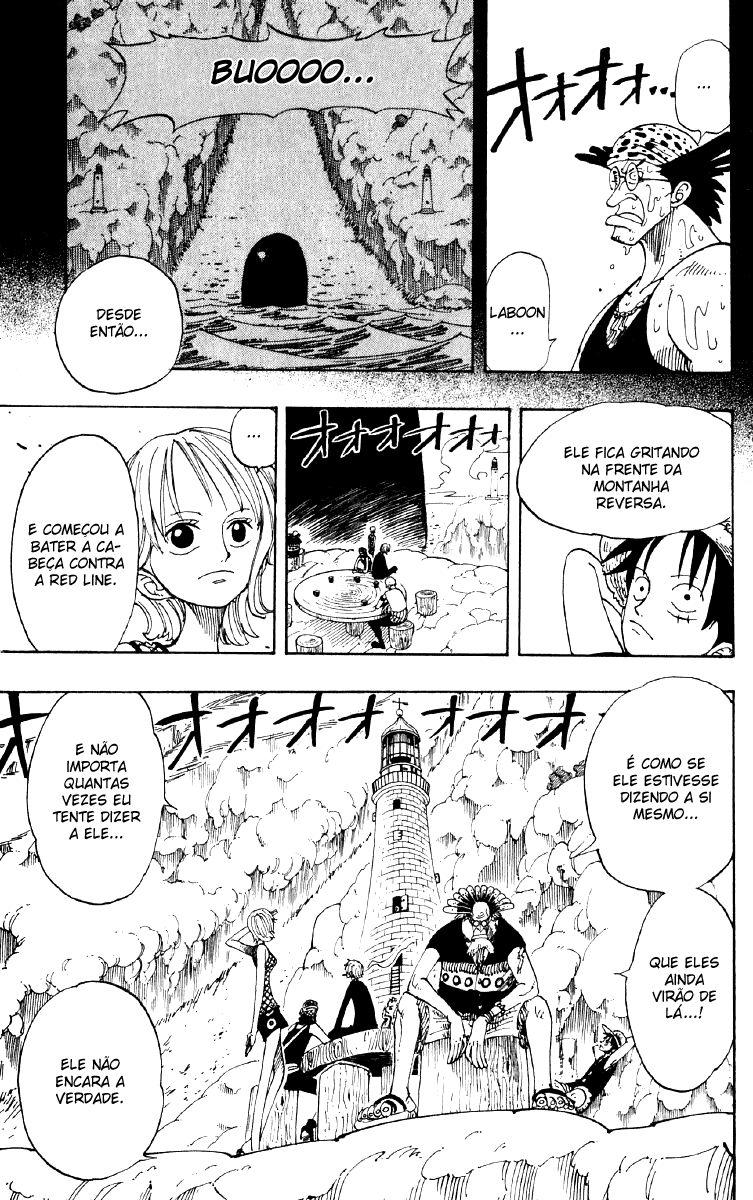 ...
オオオオ...
LABOON
...
BUOOOO...
DESDE
ENTÃO...
ELE FICA GRITANDO
NA FRENTE DA
MONTANHA
REVERSA.
オオオオオオ
...
E COMEÇOU A
BATER A CA-
BEÇA CONTRA
A RED LINE.
É COMO SE
ELE ESTIVESSE
DIZENDO A SI
MESMO...
QUE ELES
AINDA
VIRÃO DE
LÁ...!
オオオオオオオ
E NÃO
IMPORTA
QUANTAS
VEZES EU
TENTE DIZER
A ELE...
13
ELE NÃO
ENCARA A
VERDADE.